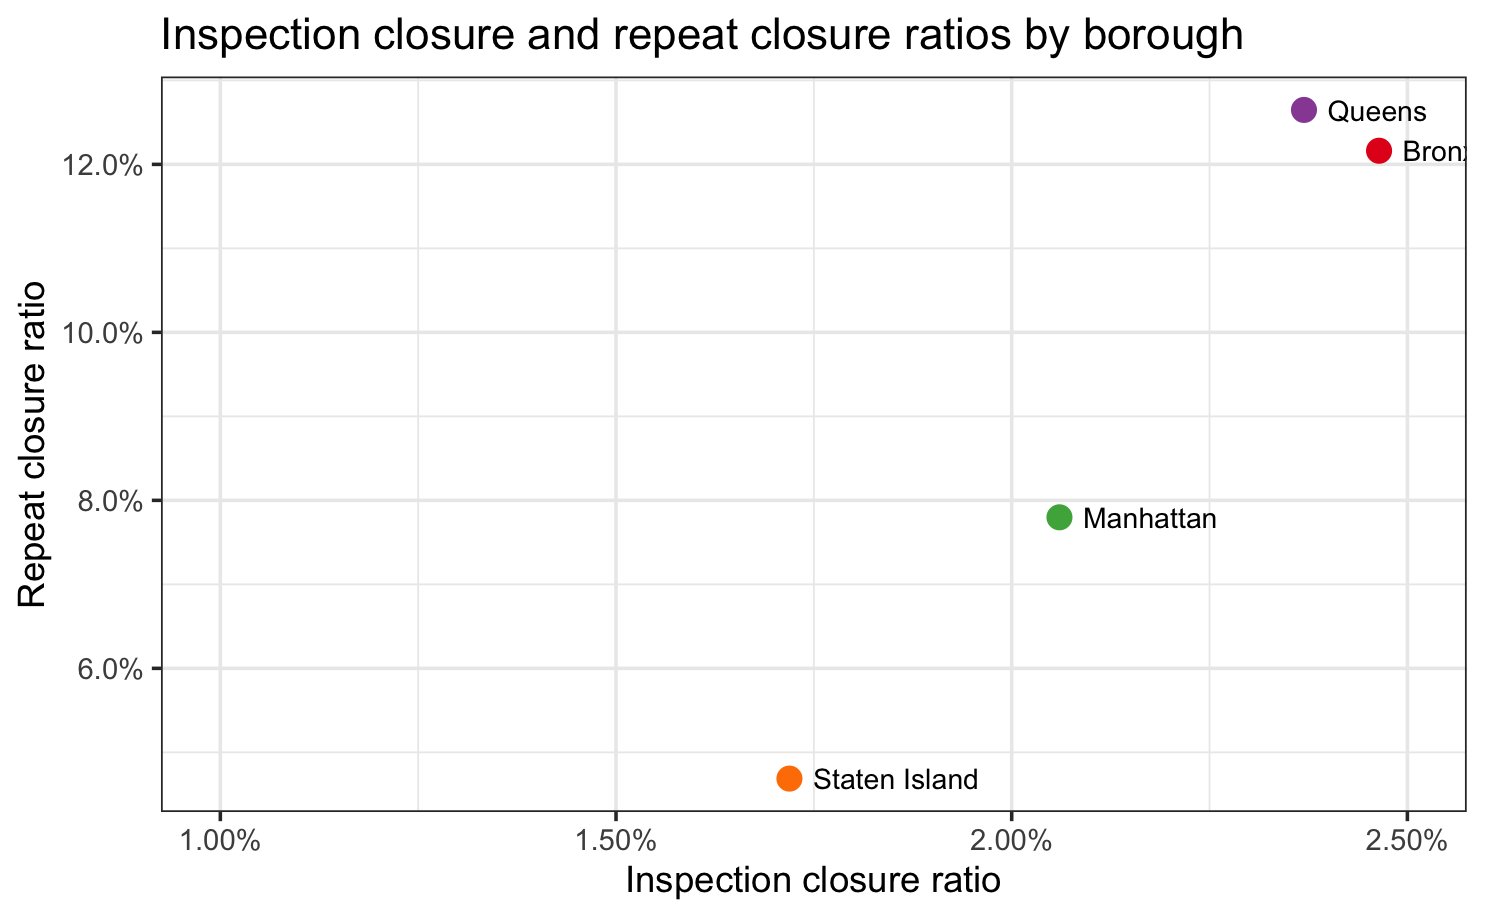 Inspection closure and repeat closure ratios by borough
Repeat closure ratio
12.0%
10.0%
8.0%
6.0%
Queens
Bronx
Manhattan
Staten Island
1.00%
1.50%
2.00%
2.50%
Inspection closure ratio